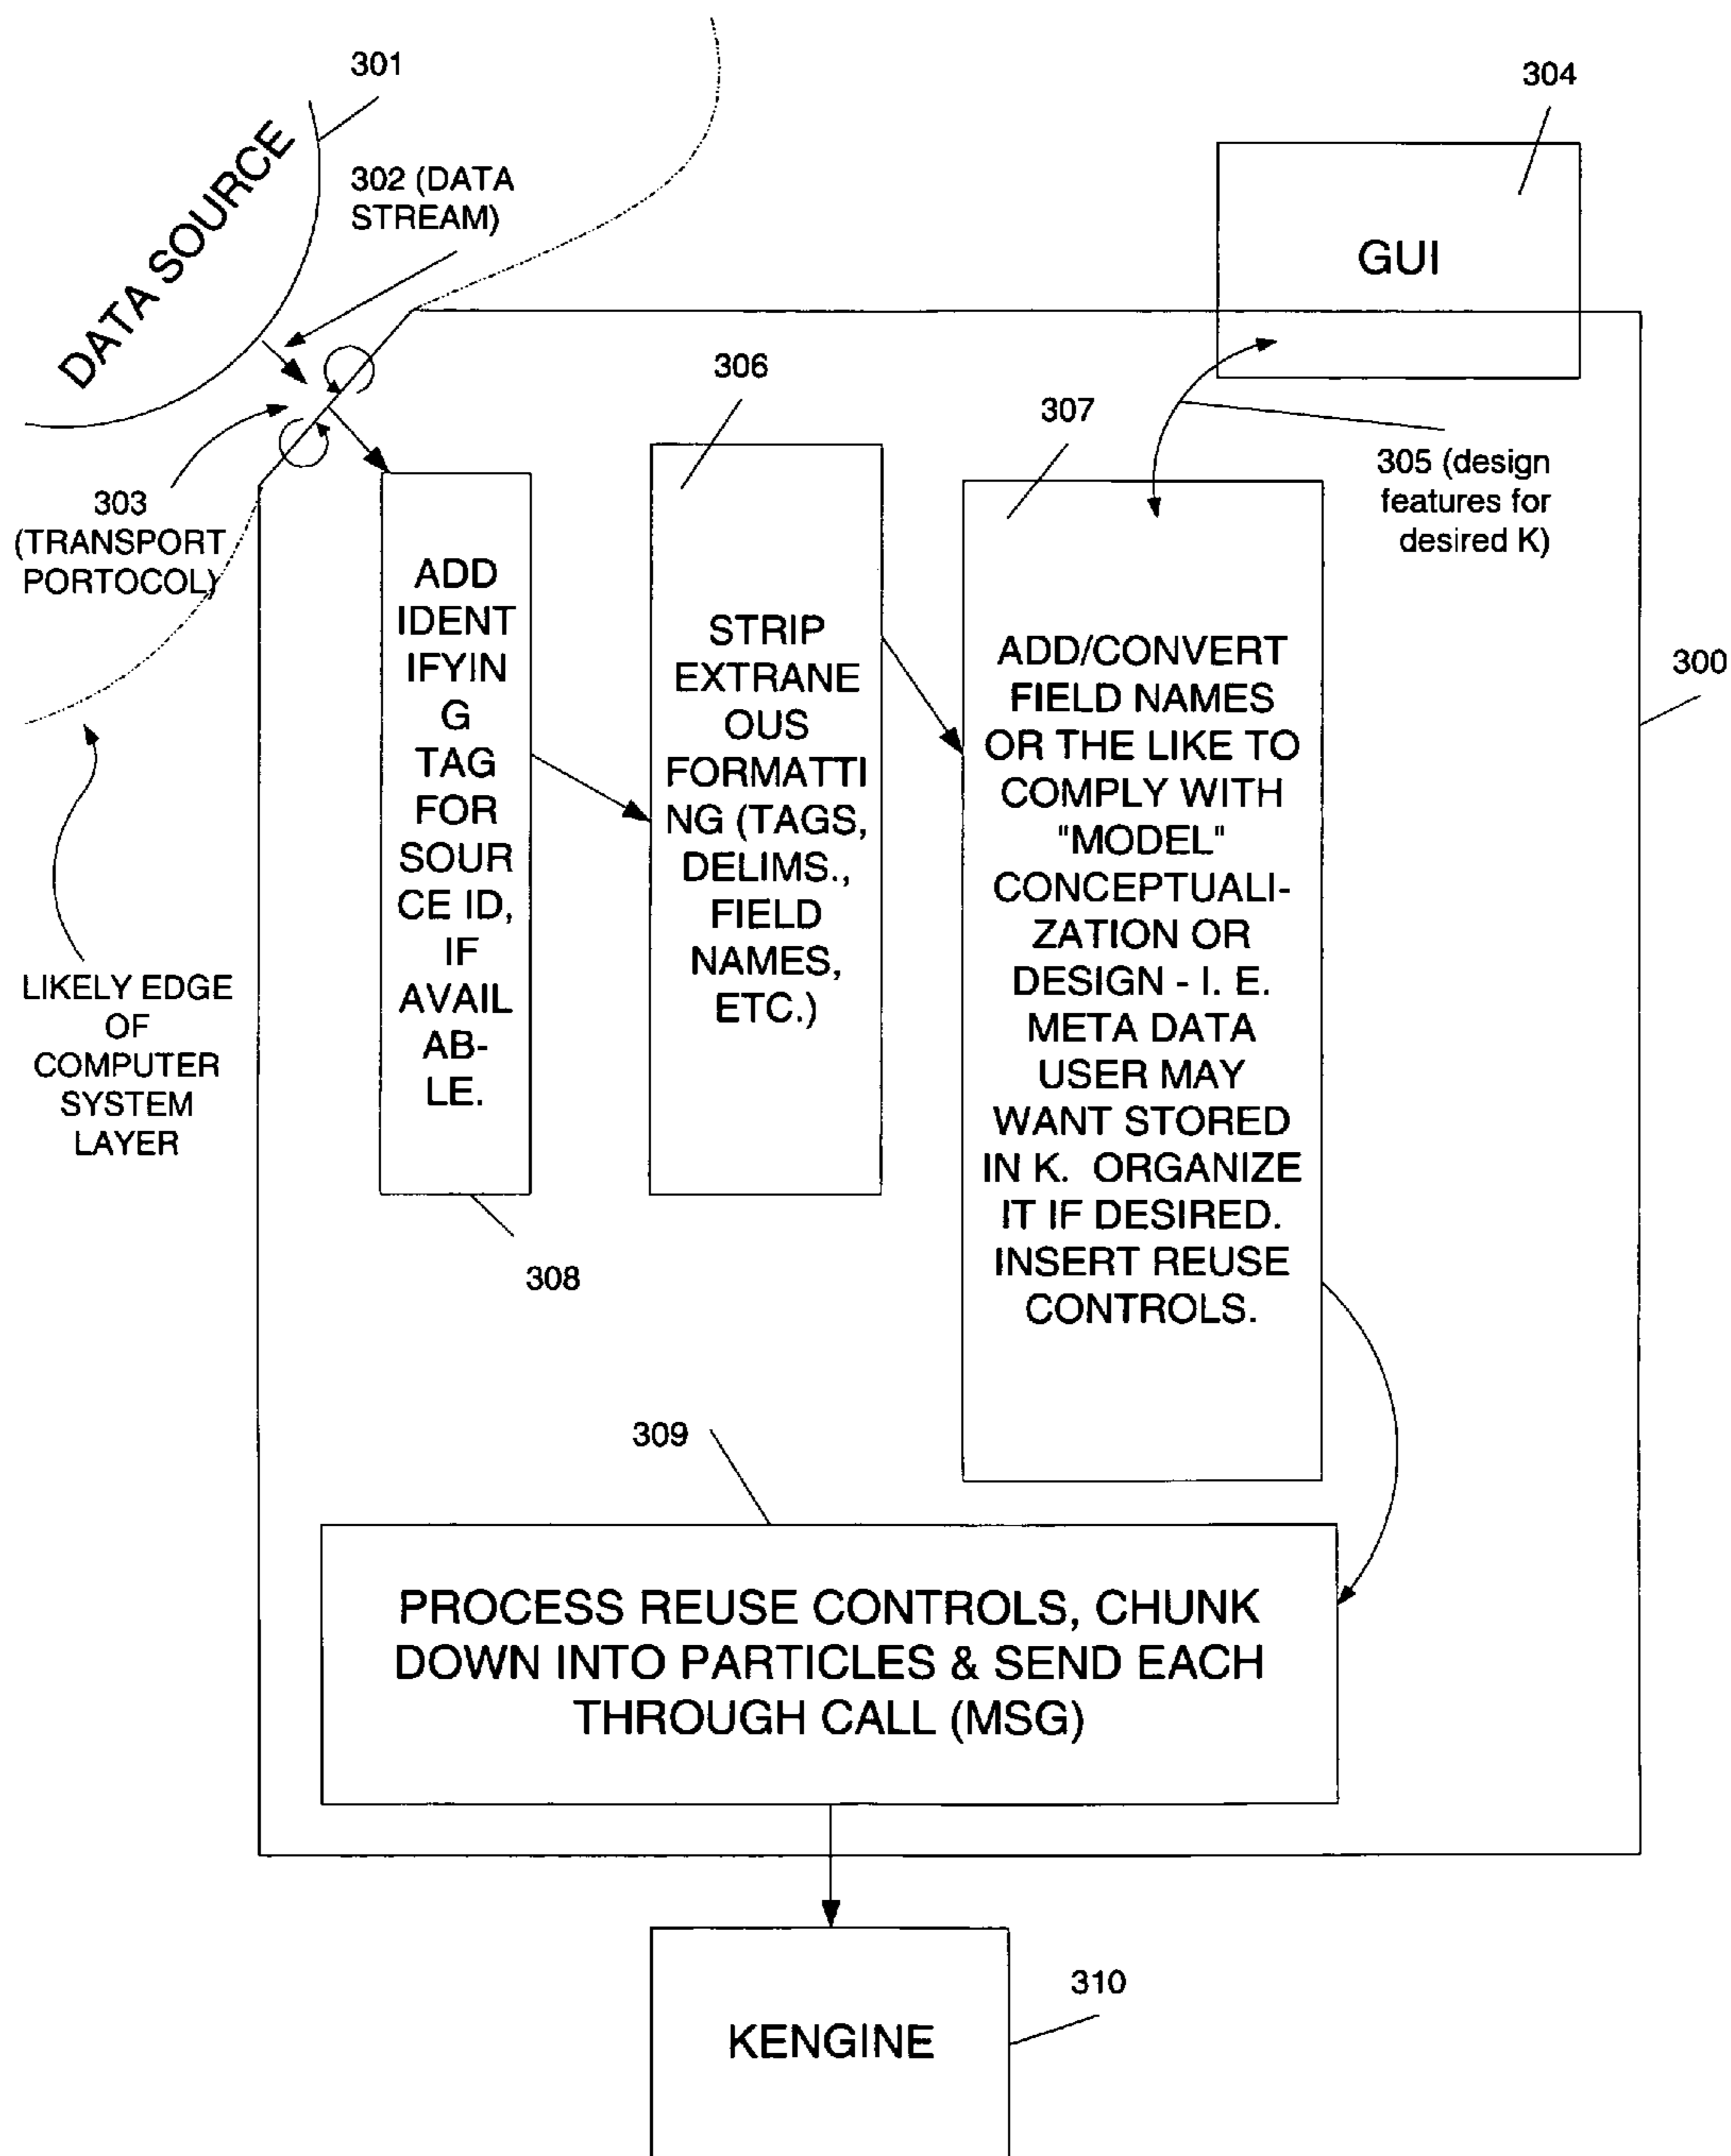 301
DATA SOURCE
302 (DATA
STREAM)
304
GUI
306
307
305 (design
features for
desired K)
303
(TRANSPORT
PORTOCOL)
300
ADD
IDENT
IFYIN
G
TAG
FOR
SOUR
CE ID,
IF
AVAIL
AB-
LE.
STRIP
EXTRANE
OUS
FORMATTI
NG (TAGS,
DELIMS.,
FIELD
NAMES,
ETC.)
ADD/CONVERT
FIELD NAMES
OR THE LIKE TO
COMPLY WITH
"MODEL"
CONCEPTUALI-
ZATION OR
DESIGN - I. E.
META DATA
USER MAY
WANT STORED
IN K. ORGANIZE
IT IF DESIRED.
INSERT REUSE
CONTROLS.
LIKELY EDGE
OF
COMPUTER
SYSTEM
LAYER
308
309
PROCESS REUSE CONTROLS, CHUNK
DOWN INTO PARTICLES & SEND EACH
THROUGH CALL (MSG)
310
KENGINE